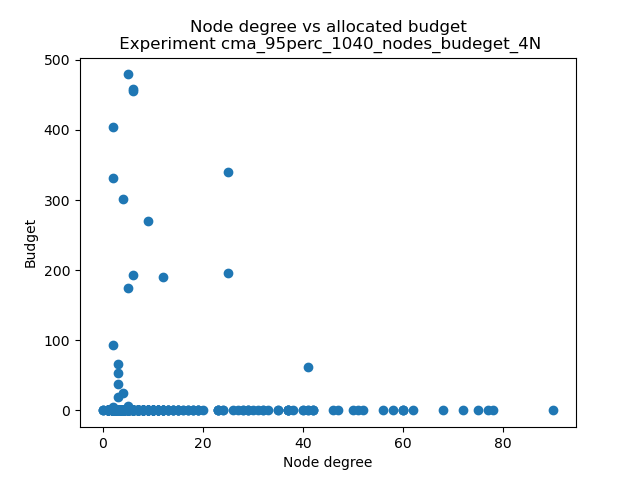 Node degree vs allocated budget
Experiment cma_95perc_1040_nodes_budeget_4N
500
400
300
200
100
0
Budget
0 20 40 60 80
Node degree